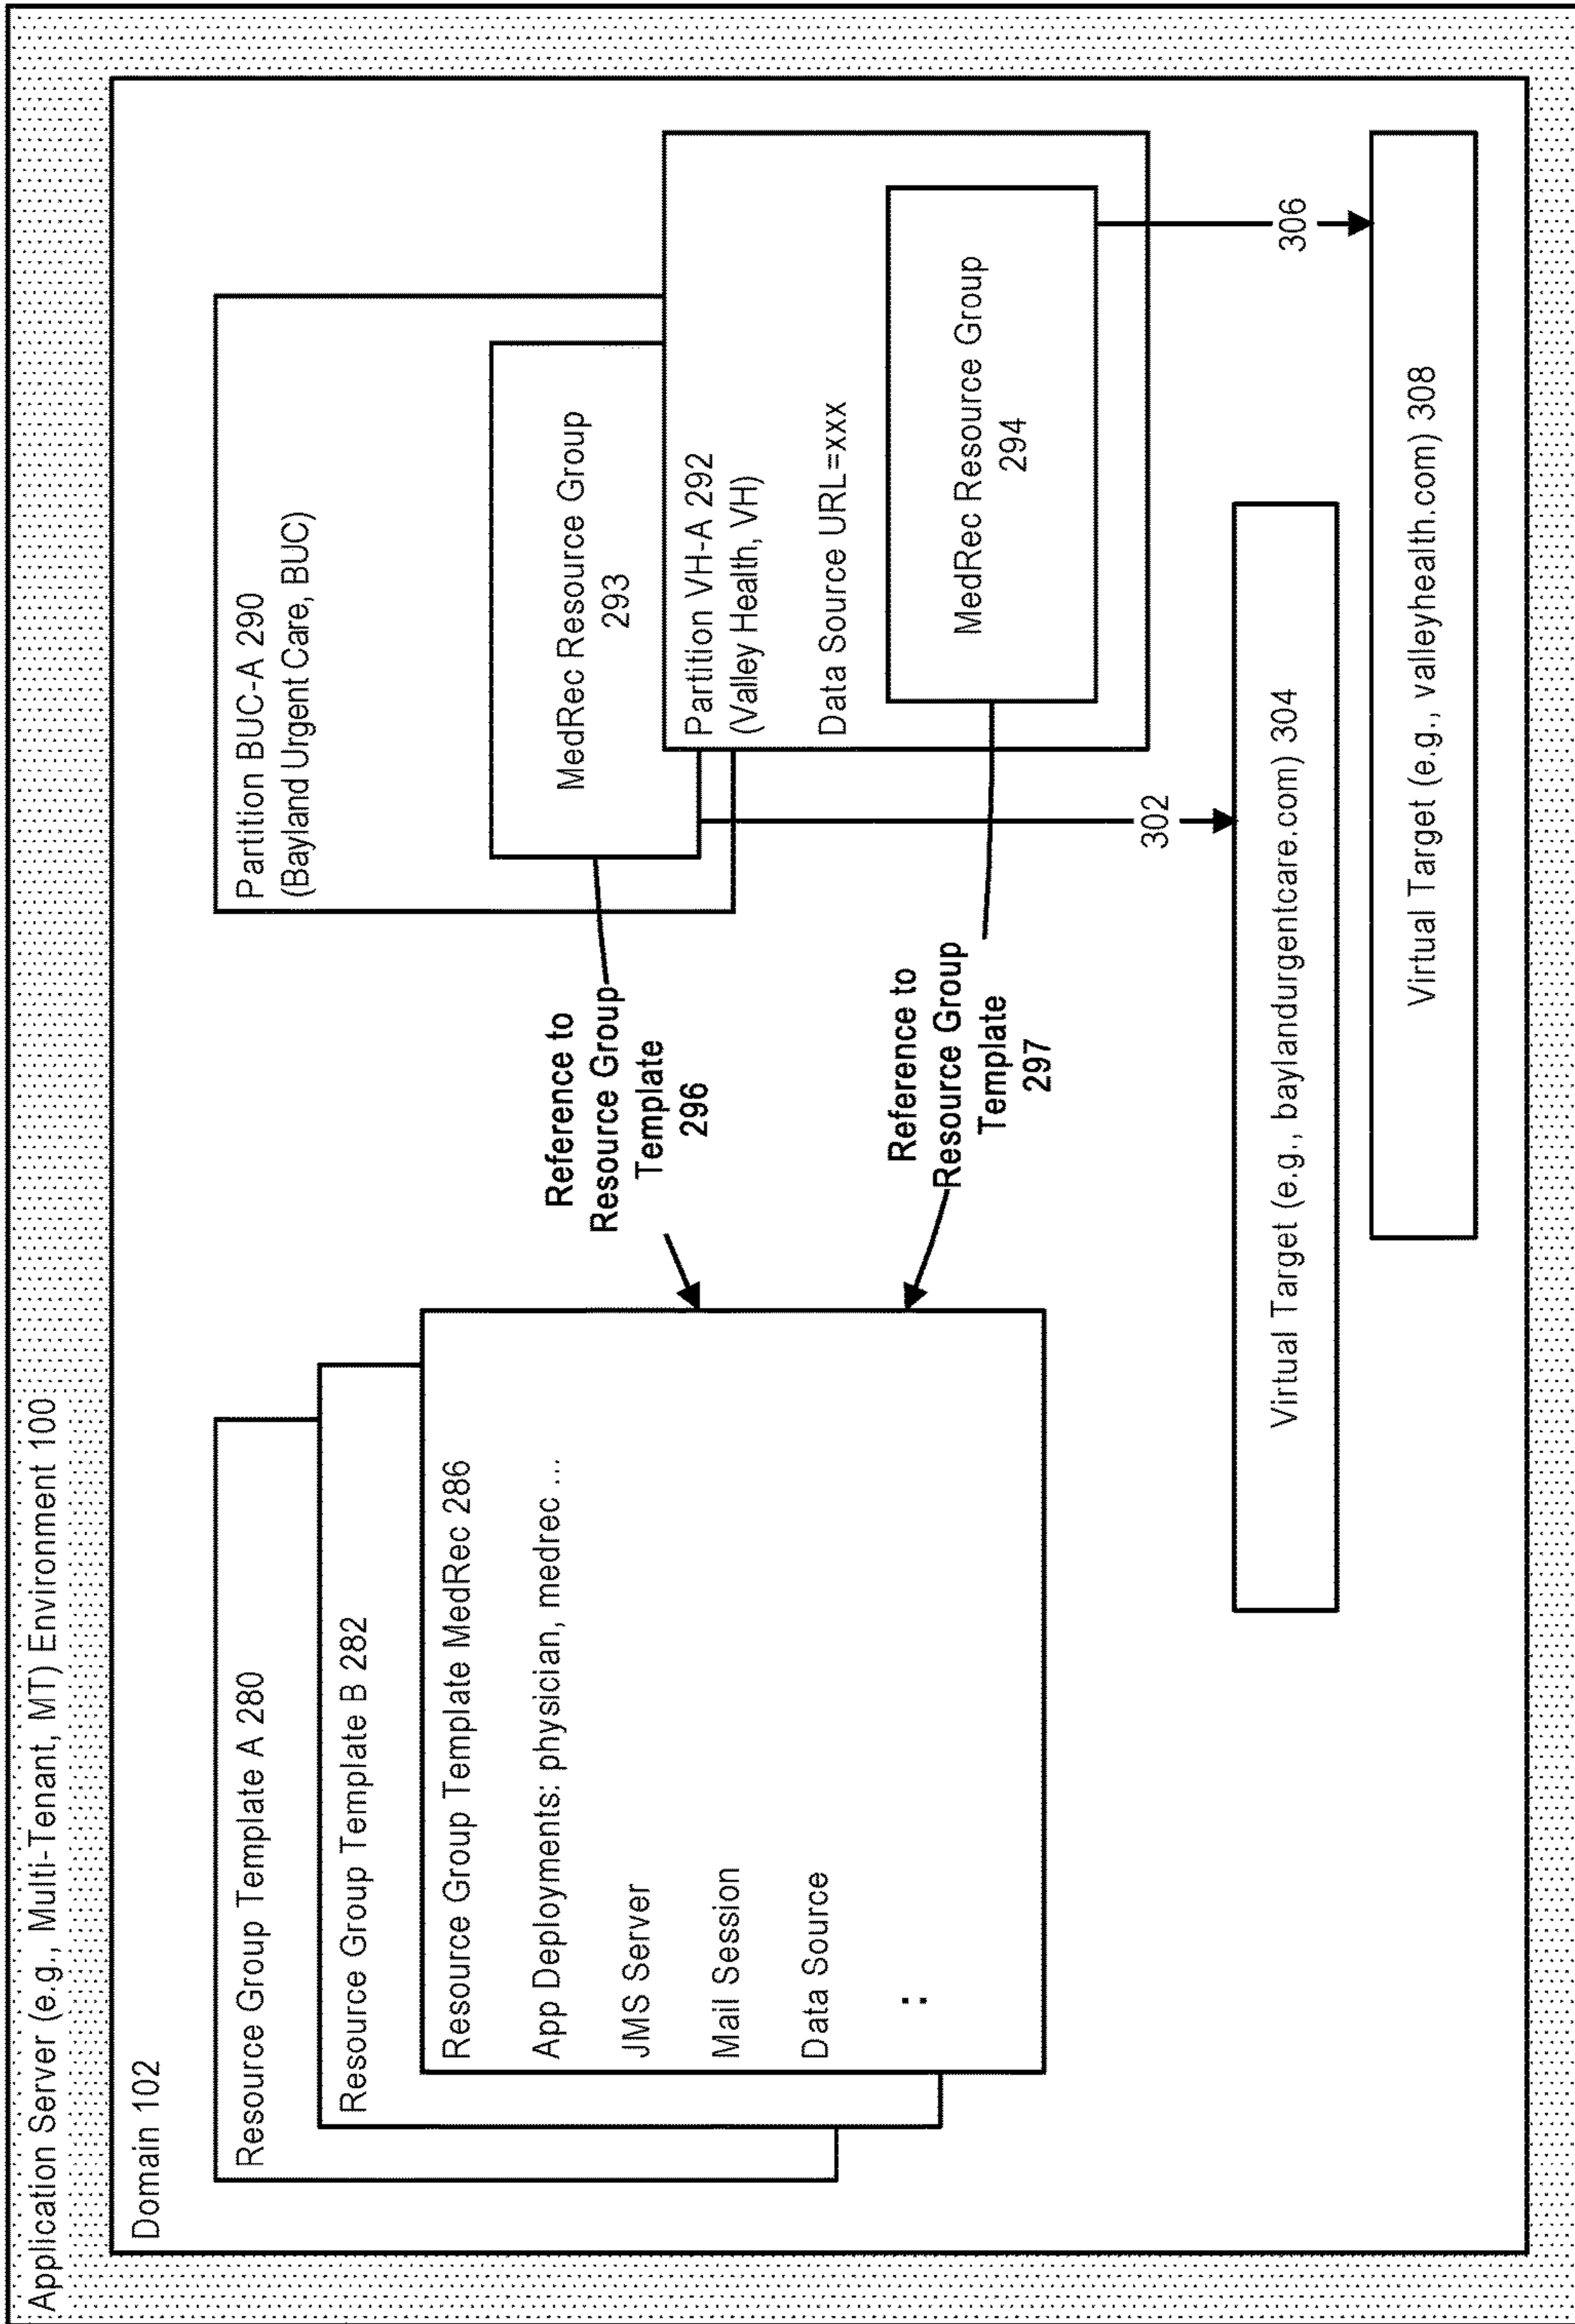 Application Server (e.g., Multi-Tenant, MT) Environment 100
Domain 102
Resource Group Template A 280
Resource Group Template B 282
Resource Group Template MedRec 286
App Deployments: physician, medrec ...
JMS Server
Mail Session
Data Source
:
Reference to
Resource Group
Template
296
Reference to
Resource Group
Template
297
Partition BUC-A 290
(Bayland Urgent Care, BUC)
MedRec Resource Group
293
Partition VH-A 292
(Valley Health, VH)
Data Source URL=xxx
MedRec Resource Group
294
302
306
Virtual Target (e.g., baylandurgentcare.com) 304
Virtual Target (e.g., valleyhealth.com) 308